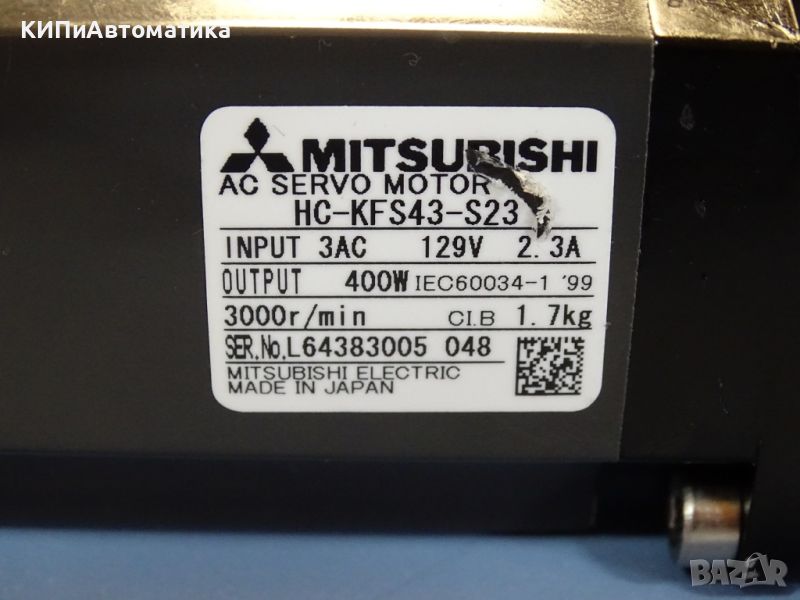 КИПиАвтоматика
MITSUBISHI
AC SERVO MOTOR
HC-KFS43-S23
INPUT 3AC 129V 2.3A
OUTPUT 400W IEC60034-1 '99
3000r/min CI.B 1.7kg
SER.No.L64383005 048
MITSUBISHI ELECTRIC
MADE IN JAPAN
BAZAR